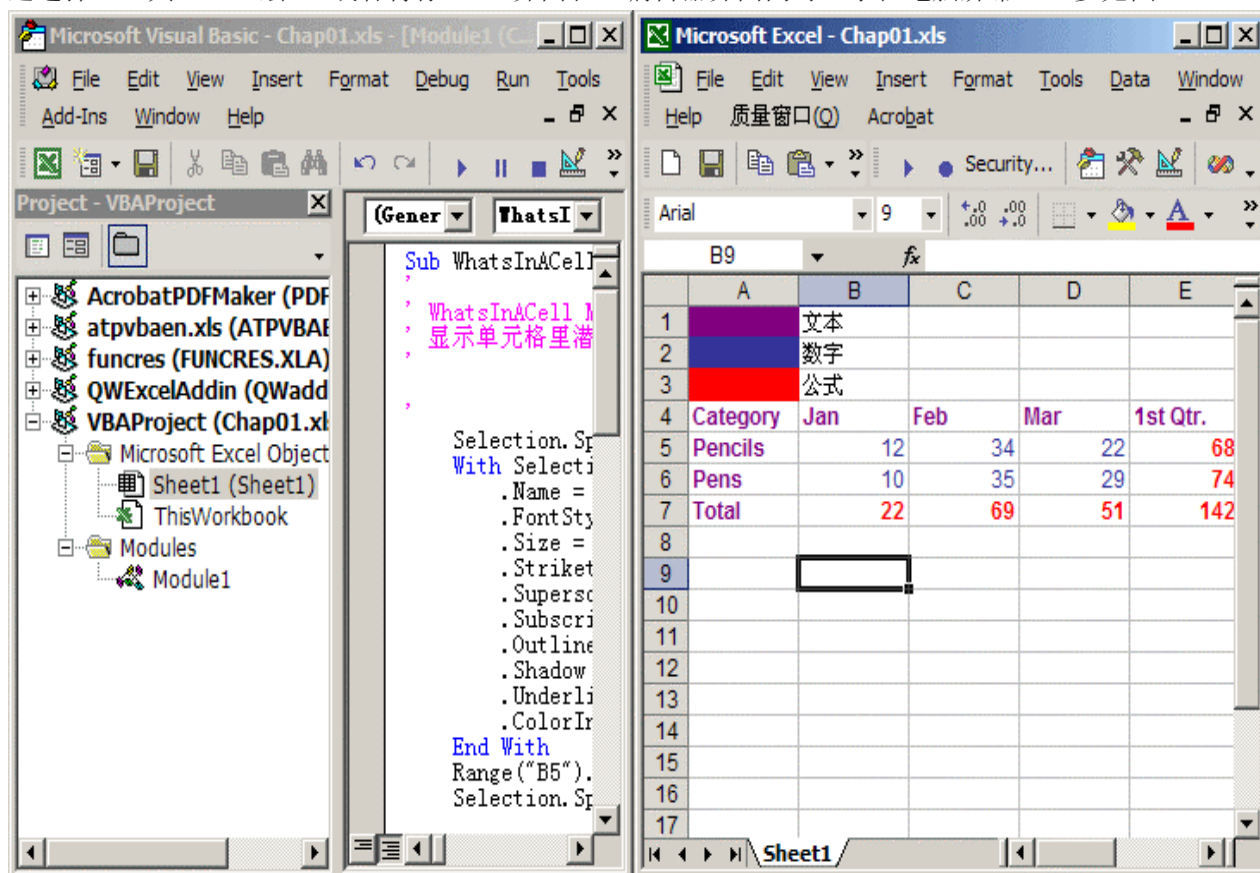 Microsoft Visual Basic - Chap01.xls - [Module1 (C...
File Edit View Insert Format Debug Run Tools
Add-Ins Window Help
Project - VBAProject
AcrobatPDFMaker (PDF
atpvbaen.xls (ATPVBAE
funcres (FUNCRES.XLA)
QWExcelAddin (QWadd
VBAProject (Chap01.xl
Microsoft Excel Object
Sheet1 (Sheet1)
ThisWorkbook
Modules
Module1
(Gener WhatsI
Sub WhatsInACell
'
' WhatsInACell M
' 显示单元格里潜
'
'
Selection.Sp
With Selecti
.Name =
.FontSty
.Size =
.Striket
.Supersc
.Subscri
.Outline
.Shadow
.Underli
.ColorIn
End With
Range("B5").
Selection.Sp
Microsoft Excel - Chap01.xls
File Edit View Insert Format Tools Data Window
Help 质量窗口(Q) Acrobat
Security...
Arial 9
B9 fx
A B C D E
1 文本
2 数字
3 公式
4 Category Jan Feb Mar 1st Qtr.
5 Pencils 12 34 22 68
6 Pens 10 35 29 74
7 Total 22 69 51 142
8
9
10
11
12
13
14
15
16
17
Sheet1